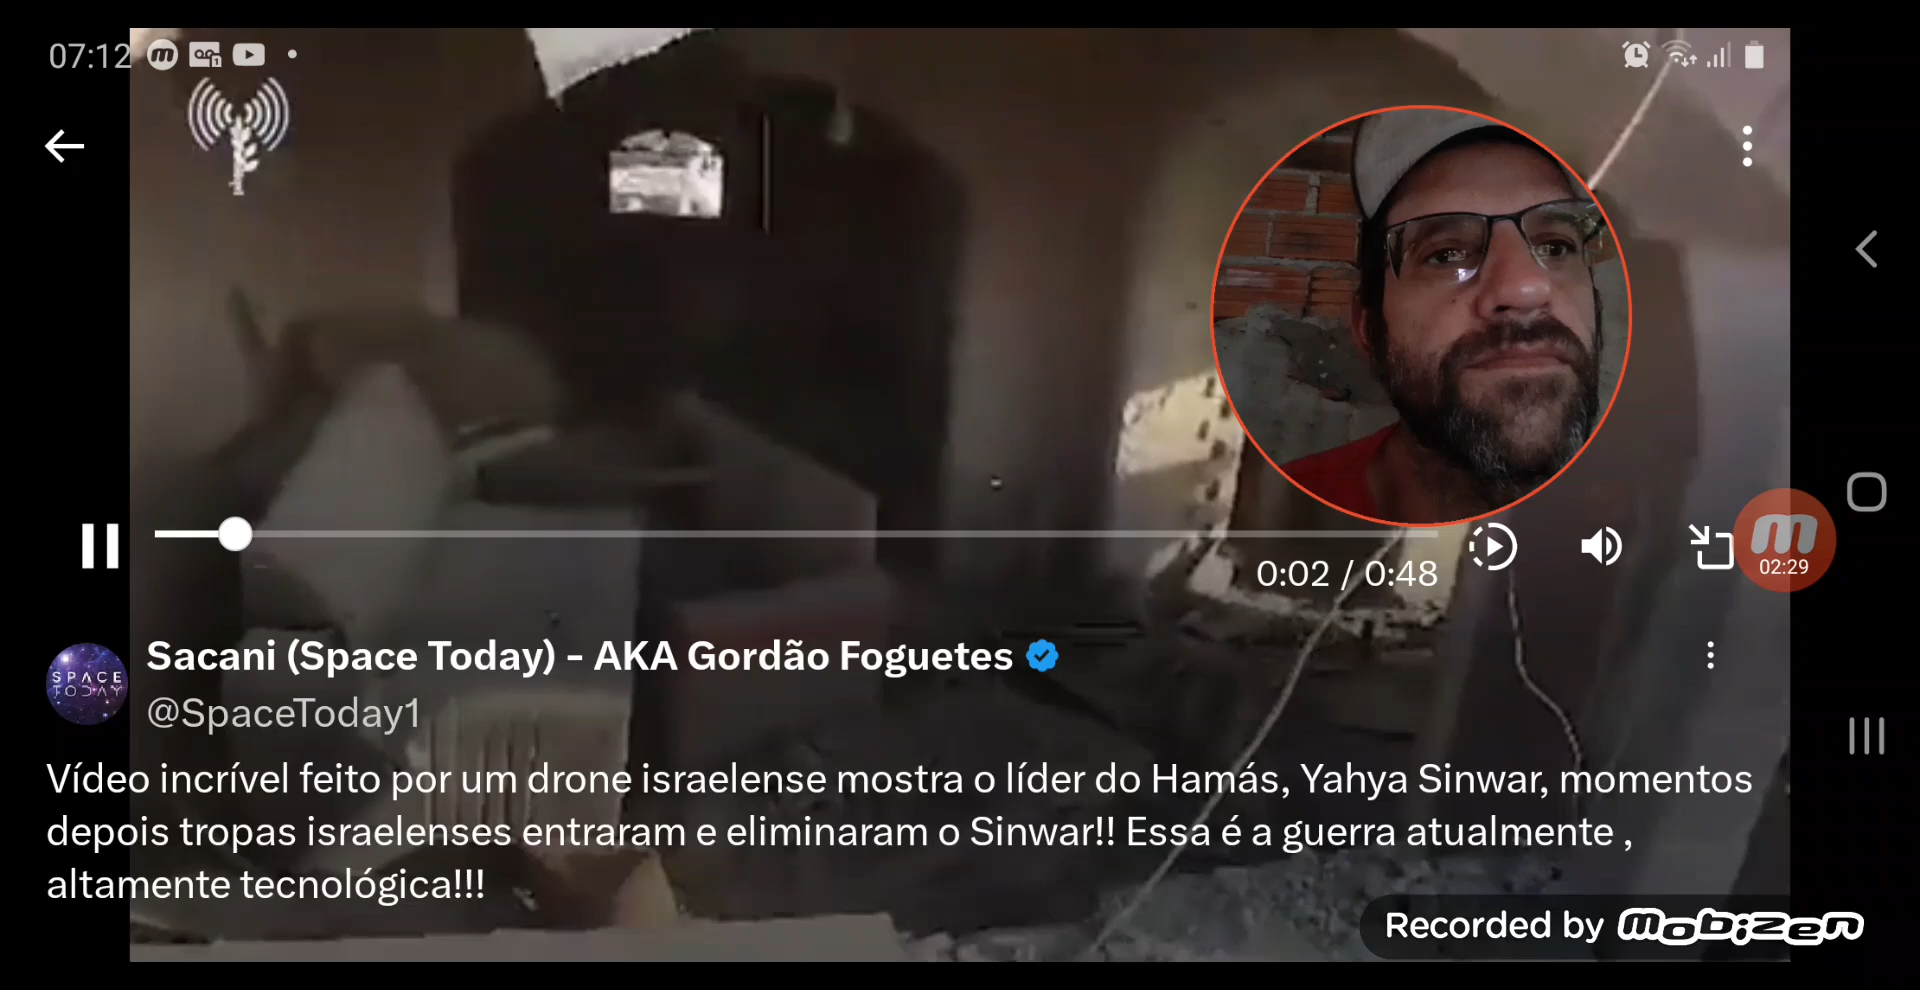 07:12
0:02 / 0:48
02:29
SPACE
TODAY
Sacani (Space Today) - AKA Gordão Foguetes
@SpaceToday1
Vídeo incrível feito por um drone israelense mostra o líder do Hamás, Yahya Sinwar, momentos
depois tropas israelenses entraram e eliminaram o Sinwar!! Essa é a guerra atualmente ,
altamente tecnológica!!!
Recorded by mobizen